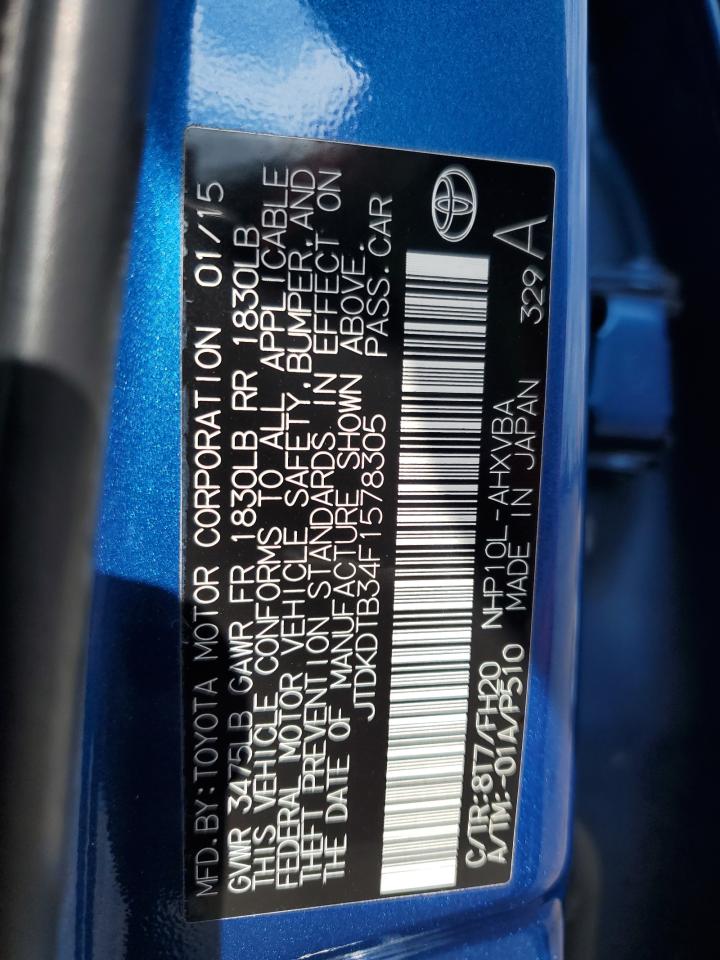 MFD.BY:TOYOTA MOTOR CORPORATION 01/15
GVWR 3475LB GAWR FR 1830LB RR 1830LB
THIS VEHICLE CONFORMS TO ALL APPLICABLE
FEDERAL MOTOR VEHICLE SAFETY,BUMPER,AND
THEFT PREVENTION STANDARDS IN EFFECT ON
THE DATE OF MANUFACTURE SHOWN ABOVE.
JTDKDTB34F1578305 PASS.CAR
C/TR:8T7/FH20 NHP10L-AHXVBA
A/TM:-01A/P510 MADE IN JAPAN 329 A